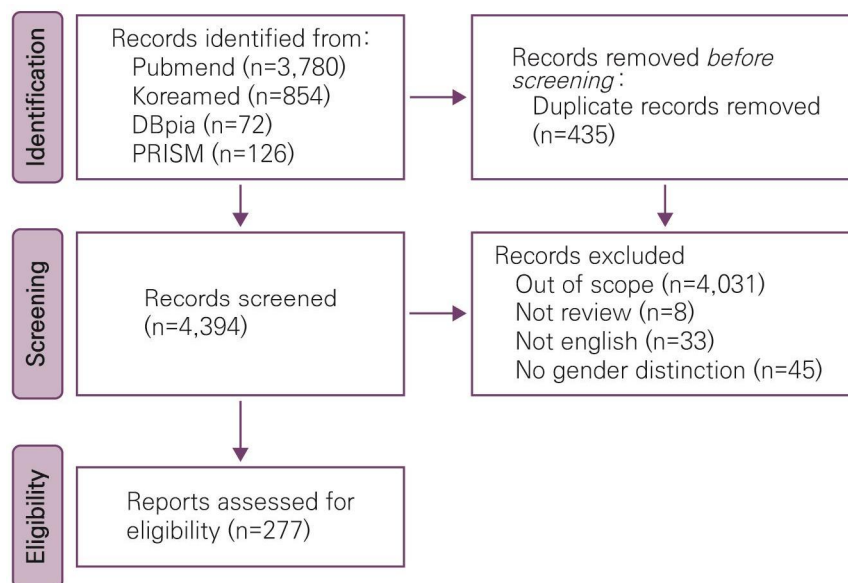 Identification
Records identified from:
Pubmend (n=3,780)
Koreamed (n=854)
DBpia (n=72)
PRISM (n=126)
Records removed before
screening:
Duplicate records removed
(n=435)
Screening
Records screened
(n=4,394)
Records excluded
Out of scope (n=4,031)
Not review (n=8)
Not english (n=33)
No gender distinction (n=45)
Eligibility
Reports assessed for
eligibility (n=277)